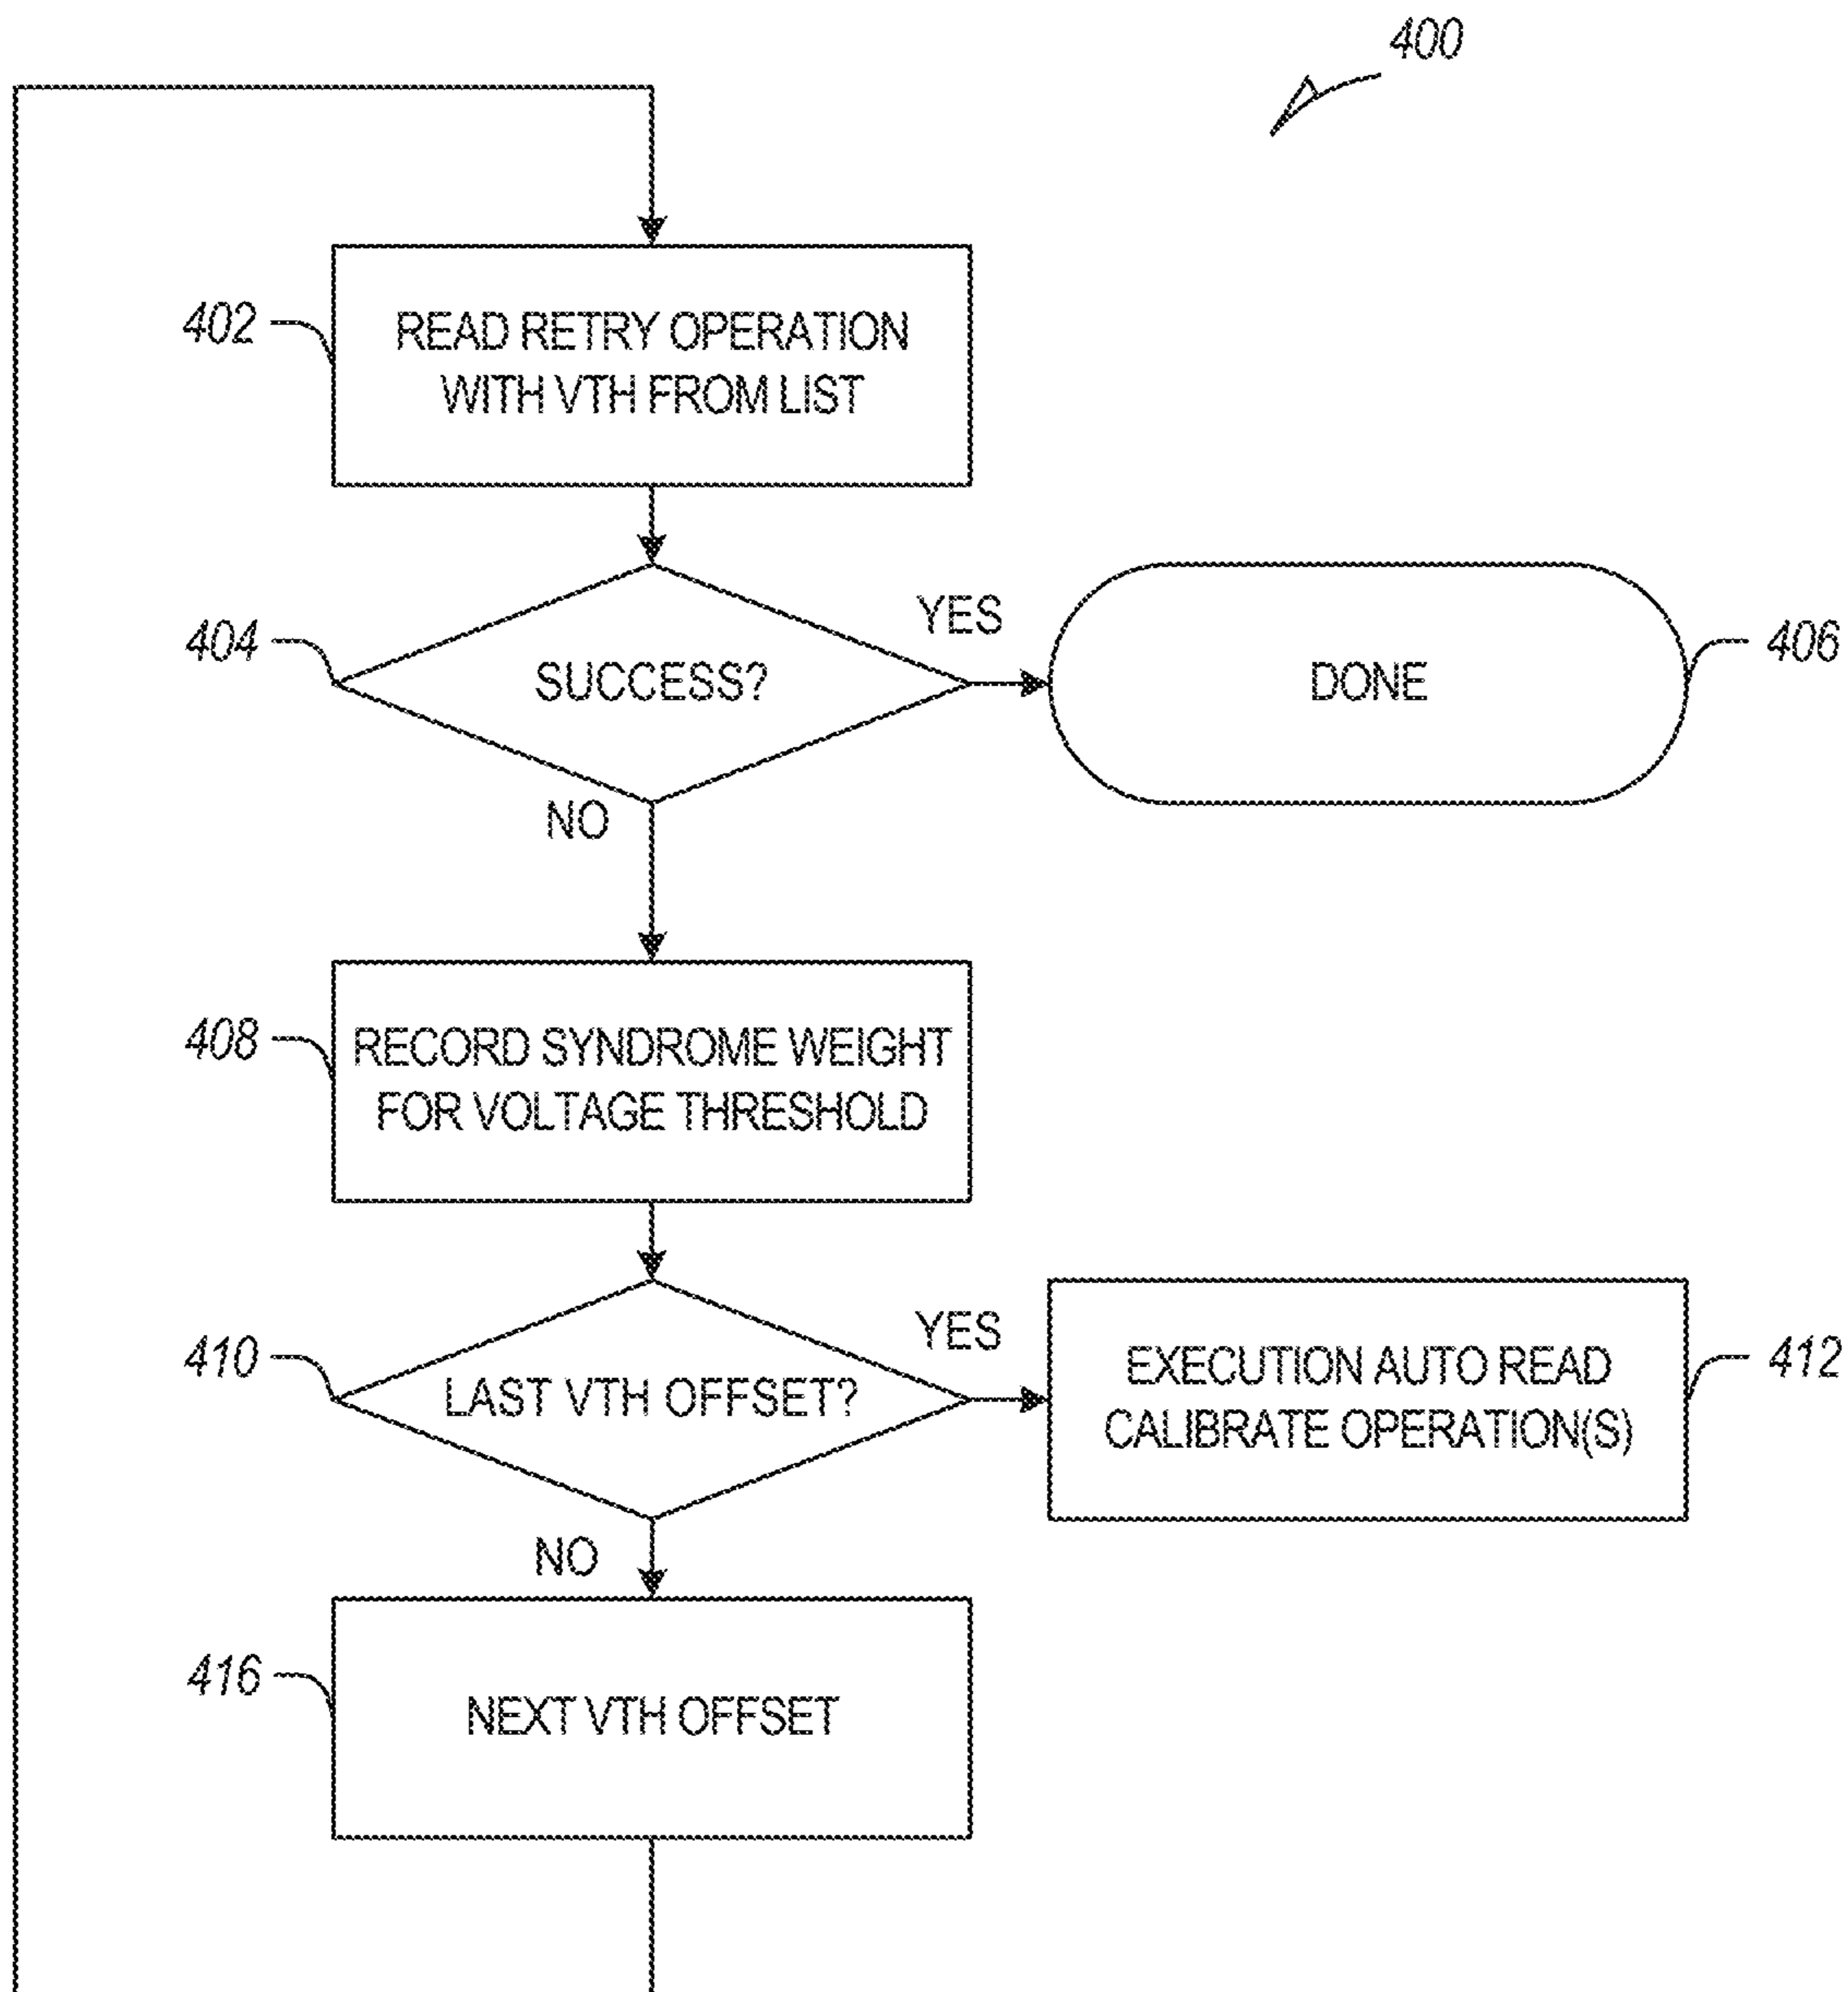 400
402
READ RETRY OPERATION
WITH VTH FROM LIST
404
SUCCESS?
YES
DONE
406
NO
408
RECORD SYNDROME WEIGHT
FOR VOLTAGE THRESHOLD
410
LAST VTH OFFSET?
YES
EXECUTION AUTO READ
CALIBRATE OPERATION(S)
412
NO
416
NEXT VTH OFFSET